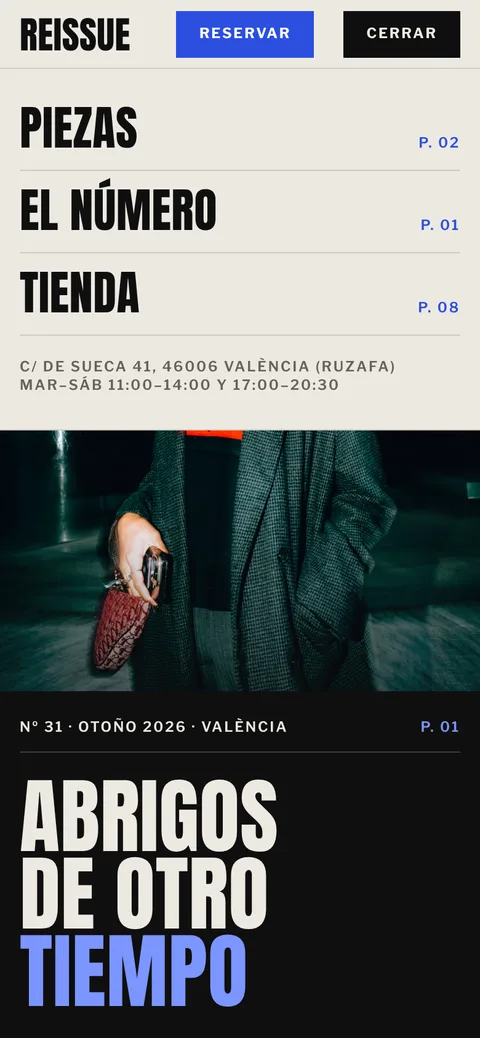 REISSUE
RESERVAR
CERRAR
PIEZAS
P. 02
EL NÚMERO
P. 01
TIENDA
P. 08
C/ DE SUECA 41, 46006 VALÈNCIA (RUZAFA)
MAR–SÁB 11:00–14:00 Y 17:00–20:30
Nº 31 · OTOÑO 2026 · VALÈNCIA
P. 01
ABRIGOS
DE OTRO
TIEMPO